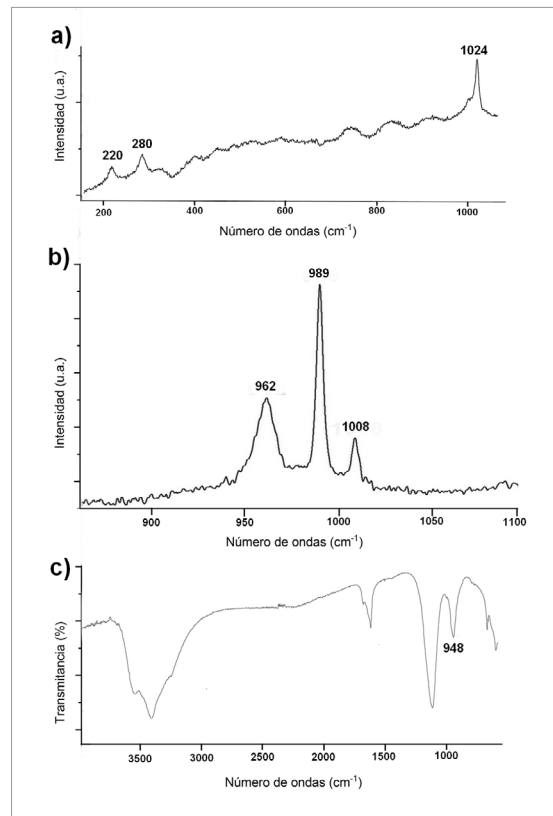 a)
1024
220
280
Intensidad (u.a.)
200 400 600 800 1000
Número de ondas (cm-1)
b)
989
962
1008
Intensidad (u.a.)
900 950 1000 1050 1100
Número de ondas (cm-1)
c)
948
Transmitancia (%)
3500 3000 2500 2000 1500 1000
Número de ondas (cm-1)